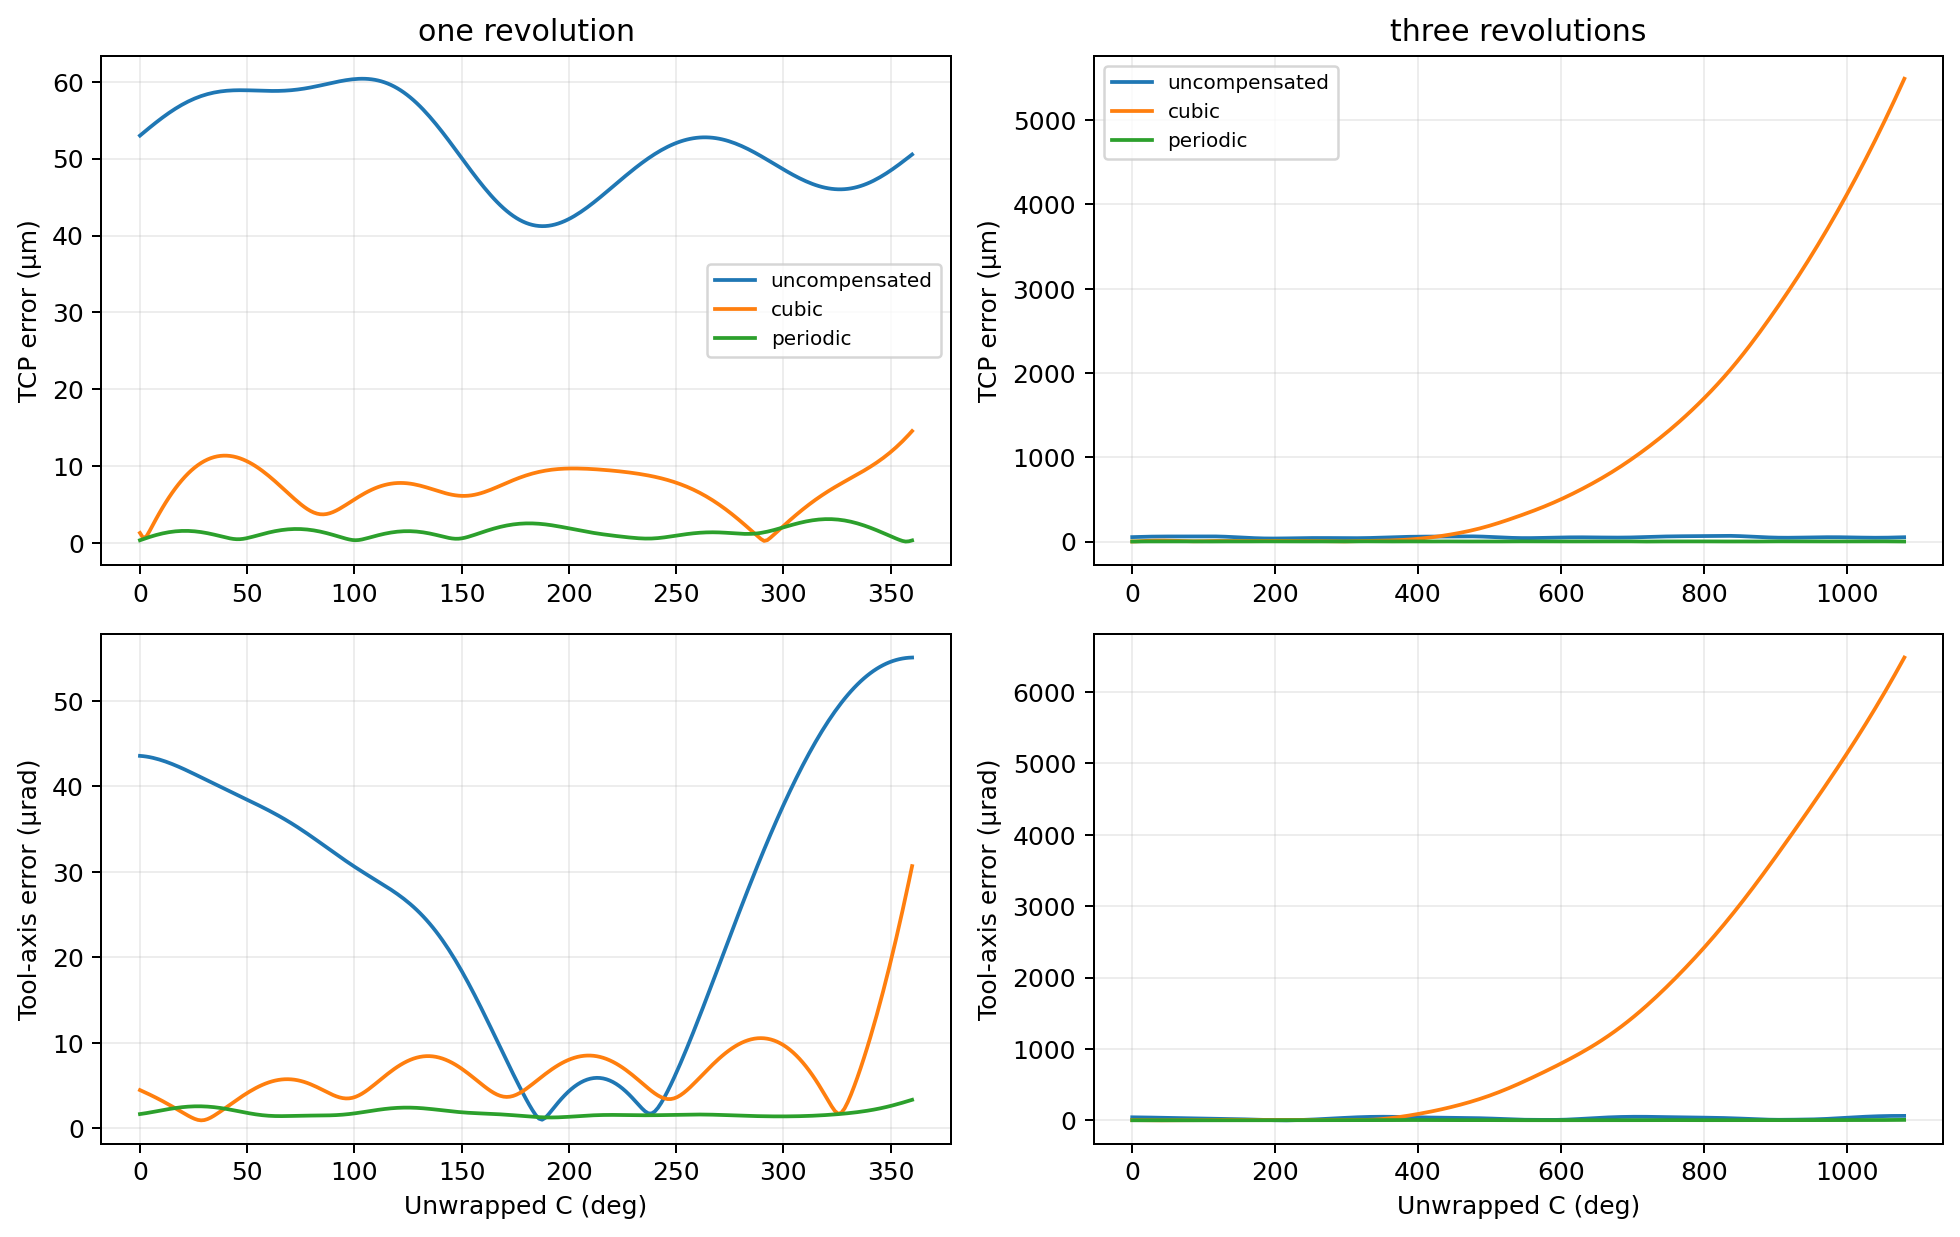 one revolution
TCP error (μm)
60
50
40
30
20
10
0
uncompensated
cubic
periodic
0 50 100 150 200 250 300 350
three revolutions
TCP error (μm)
5000
4000
3000
2000
1000
0
uncompensated
cubic
periodic
0 200 400 600 800 1000
Tool-axis error (μrad)
50
40
30
20
10
0
0 50 100 150 200 250 300 350
Unwrapped C (deg)
Tool-axis error (μrad)
6000
5000
4000
3000
2000
1000
0
0 200 400 600 800 1000
Unwrapped C (deg)